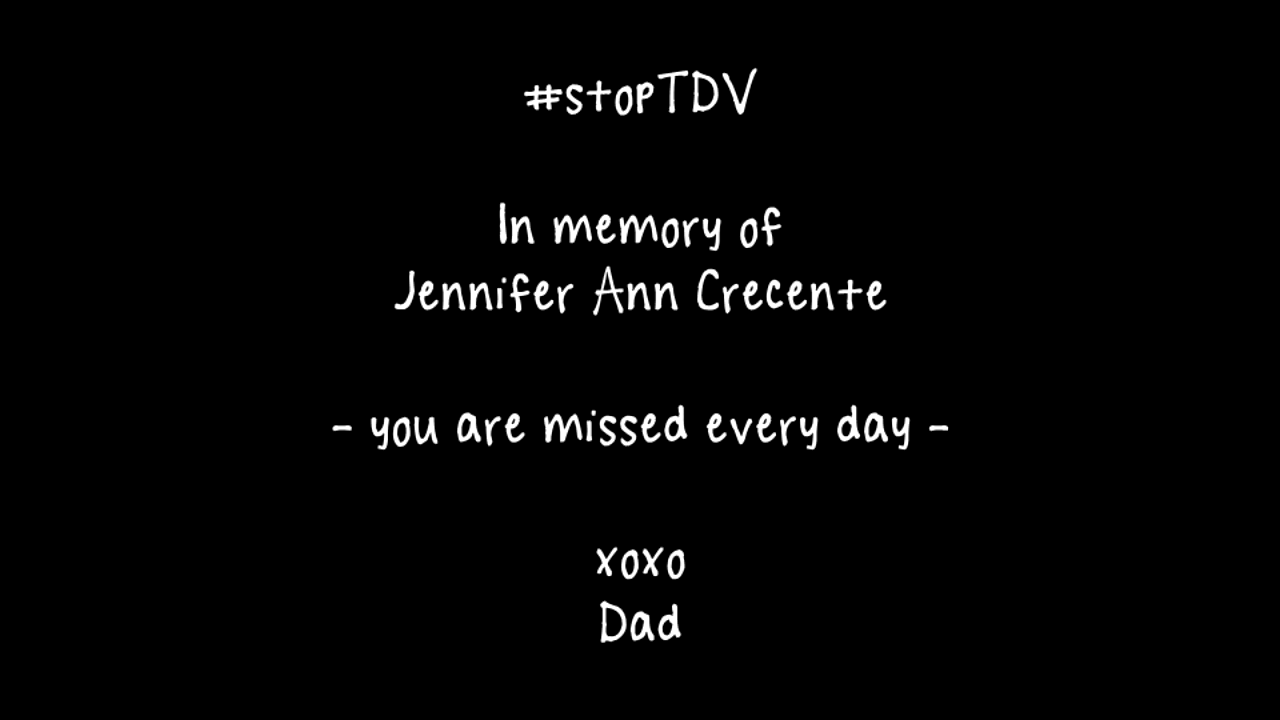 #stopTDV
In memory of
Jennifer Ann Crecente
- you are missed every day -
xoxo
Dad